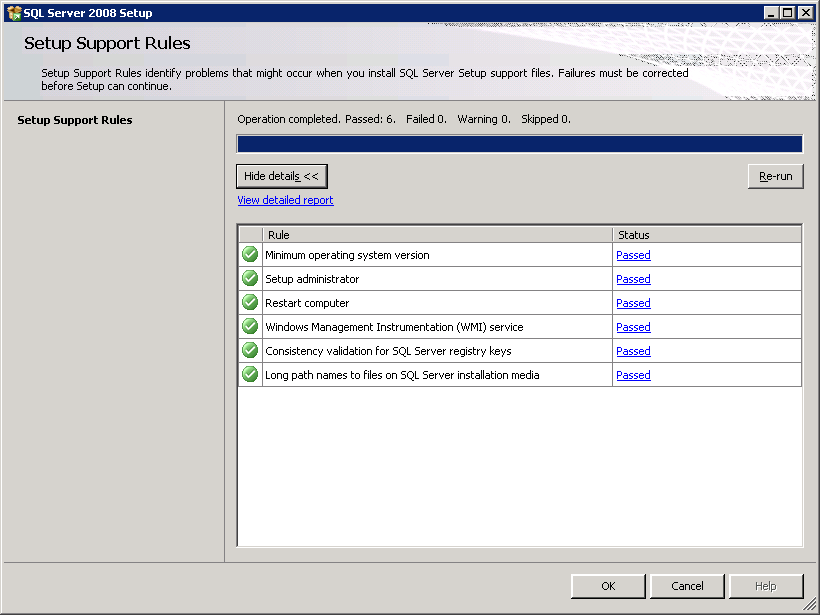 SQL Server 2008 Setup
Setup Support Rules
Setup Support Rules identify problems that might occur when you install SQL Server Setup support files. Failures must be corrected
before Setup can continue.
Setup Support Rules
Operation completed. Passed: 6. Failed 0. Warning 0. Skipped 0.
Hide details <<
Re-run
View detailed report
Rule Status
Minimum operating system version Passed
Setup administrator Passed
Restart computer Passed
Windows Management Instrumentation (WMI) service Passed
Consistency validation for SQL Server registry keys Passed
Long path names to files on SQL Server installation media Passed
OK Cancel Help